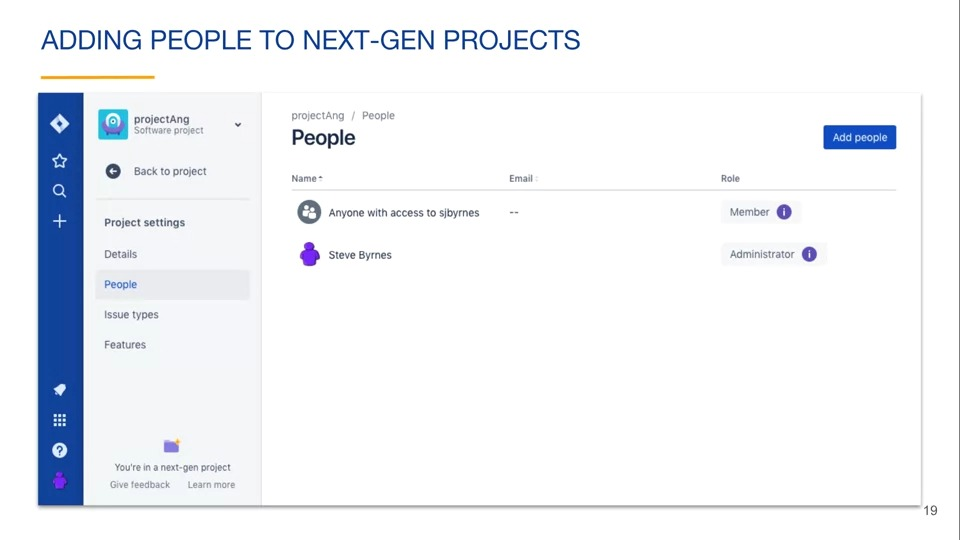 ADDING PEOPLE TO NEXT-GEN PROJECTS
projectAng
Software project
Back to project
Project settings
Details
People
Issue types
Features
You're in a next-gen project
Give feedback Learn more
projectAng / People
People
Add people
Name Email Role
Anyone with access to sjbyrnes -- Member i
Steve Byrnes Administrator i
?
19